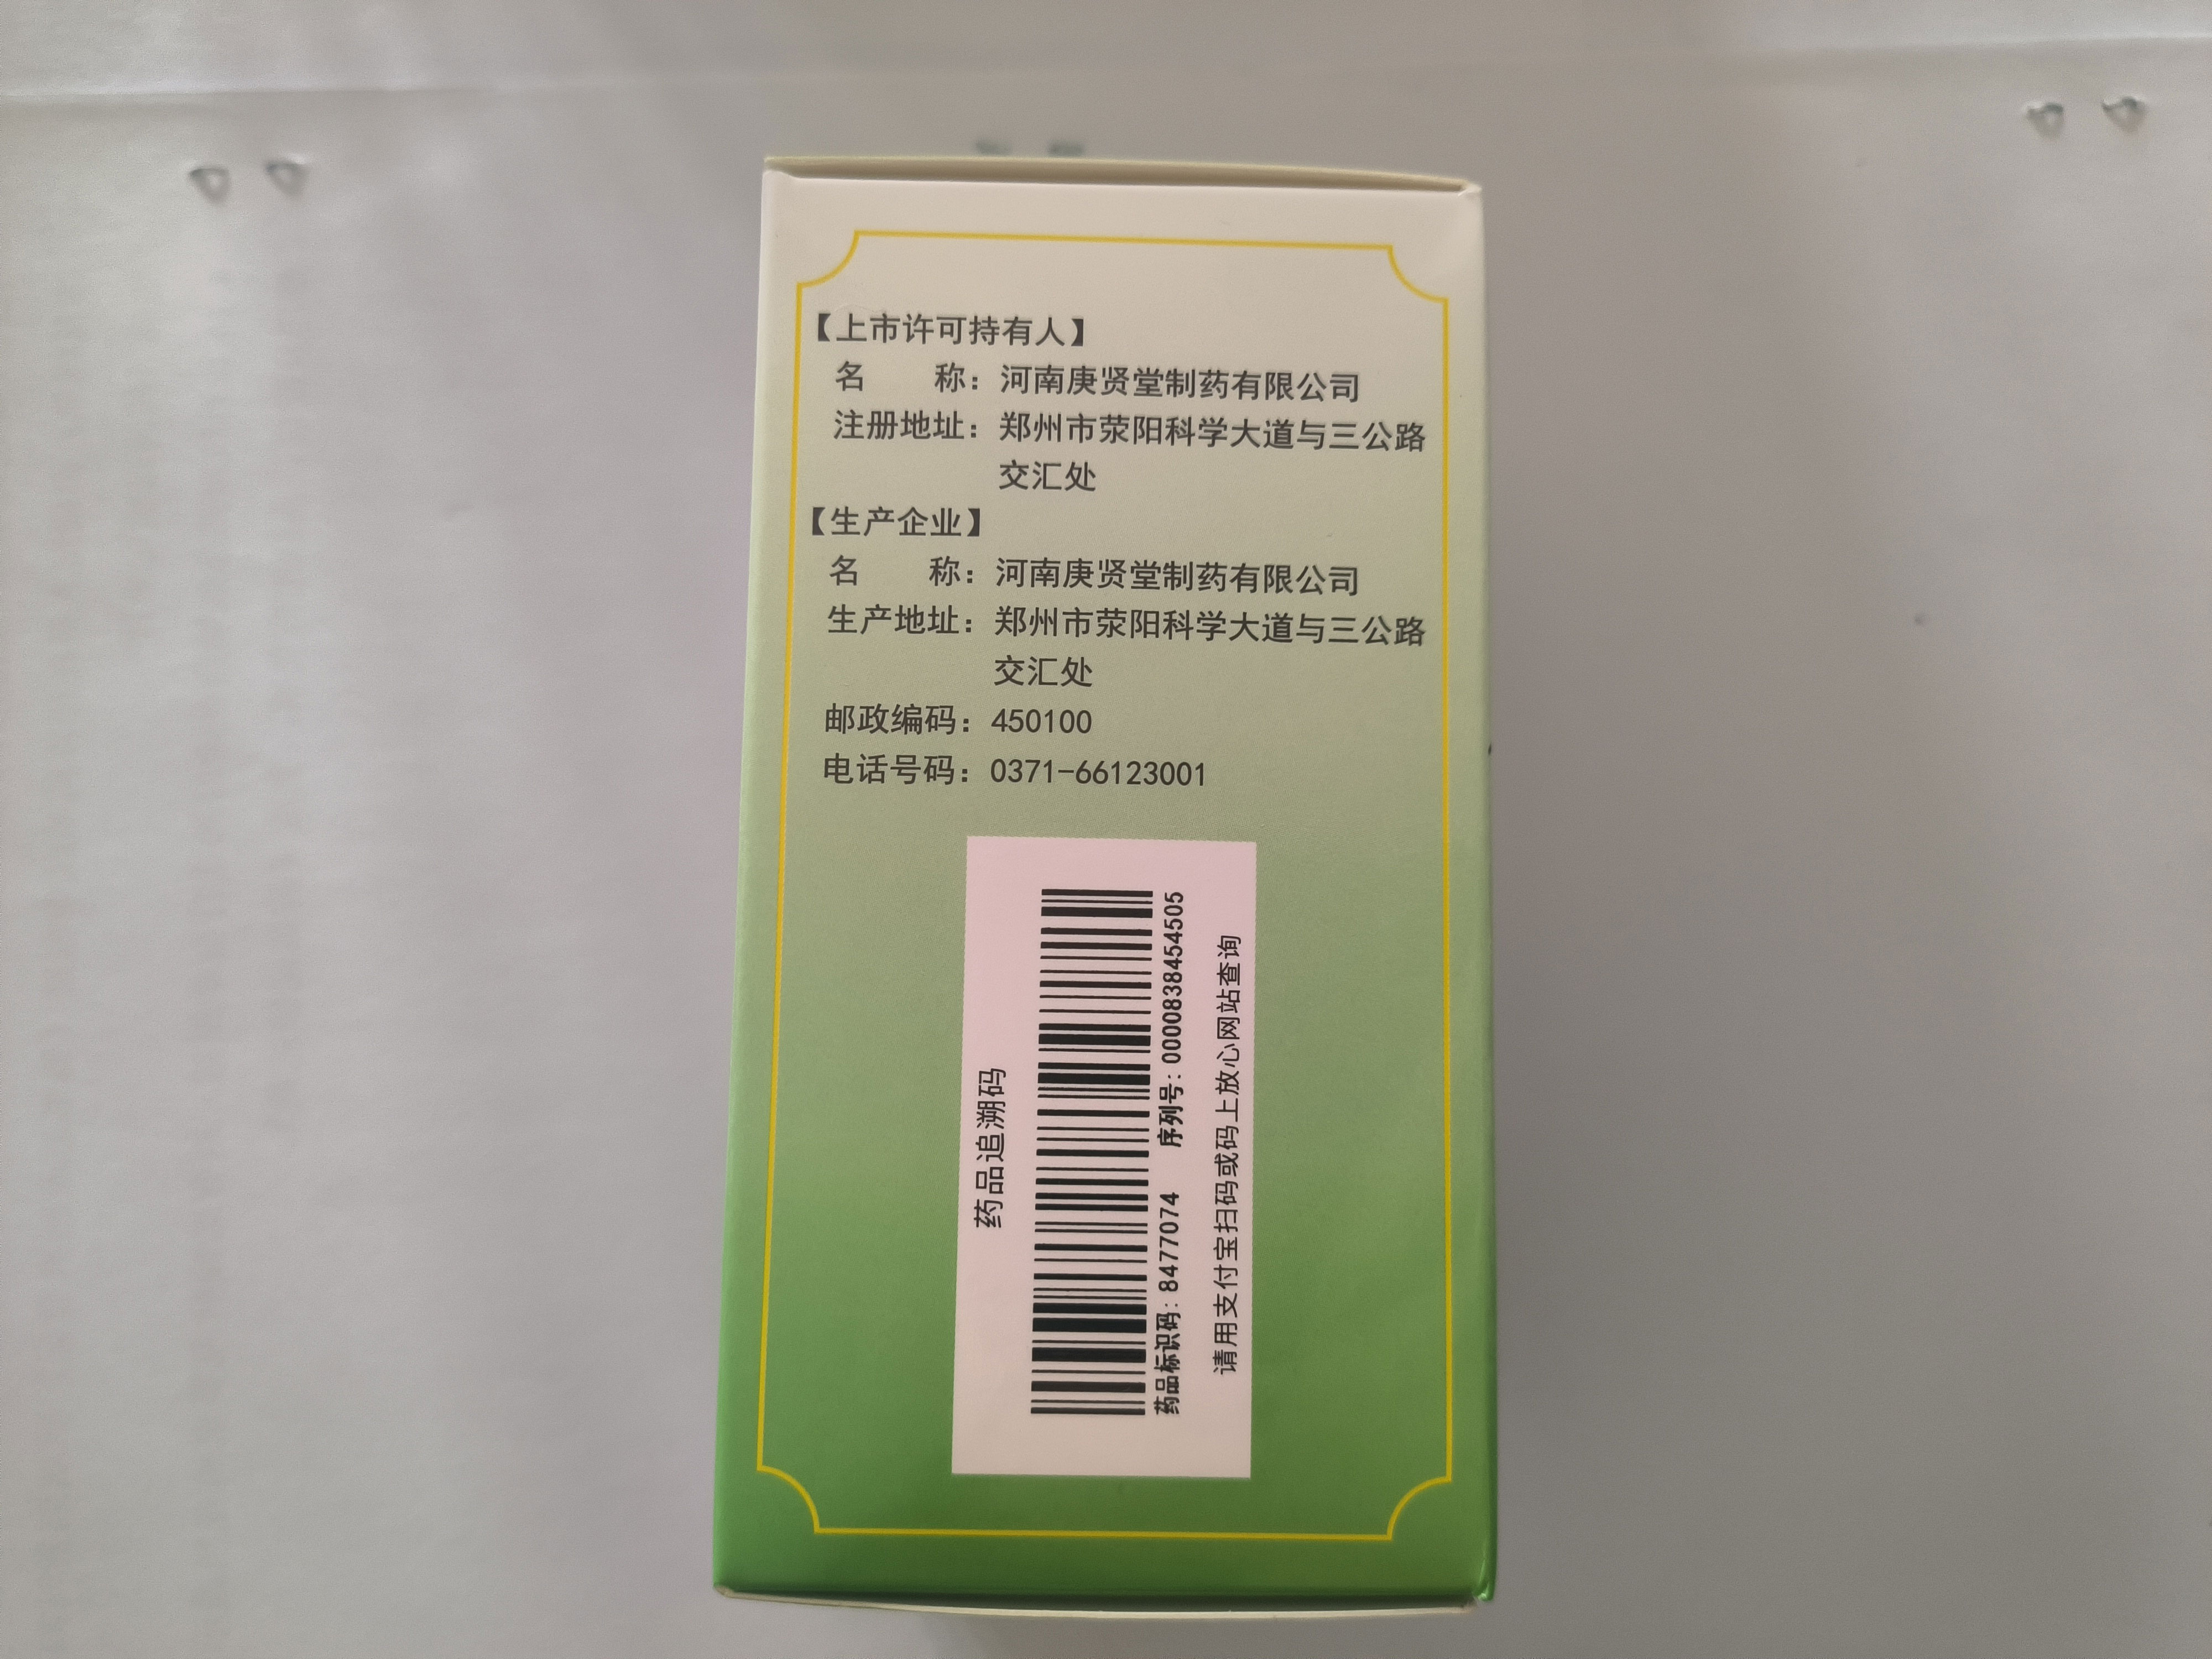 【上市许可持有人】
名 称：河南庚贤堂制药有限公司
注册地址：郑州市荥阳科学大道与三公路
交汇处
【生产企业】
名 称：河南庚贤堂制药有限公司
生产地址：郑州市荥阳科学大道与三公路
交汇处
邮政编码：450100
电话号码：0371-66123001
药品追溯码
药品标识码：8477074 序列号：0000838454505
请用支付宝扫码或码上放心网站查询